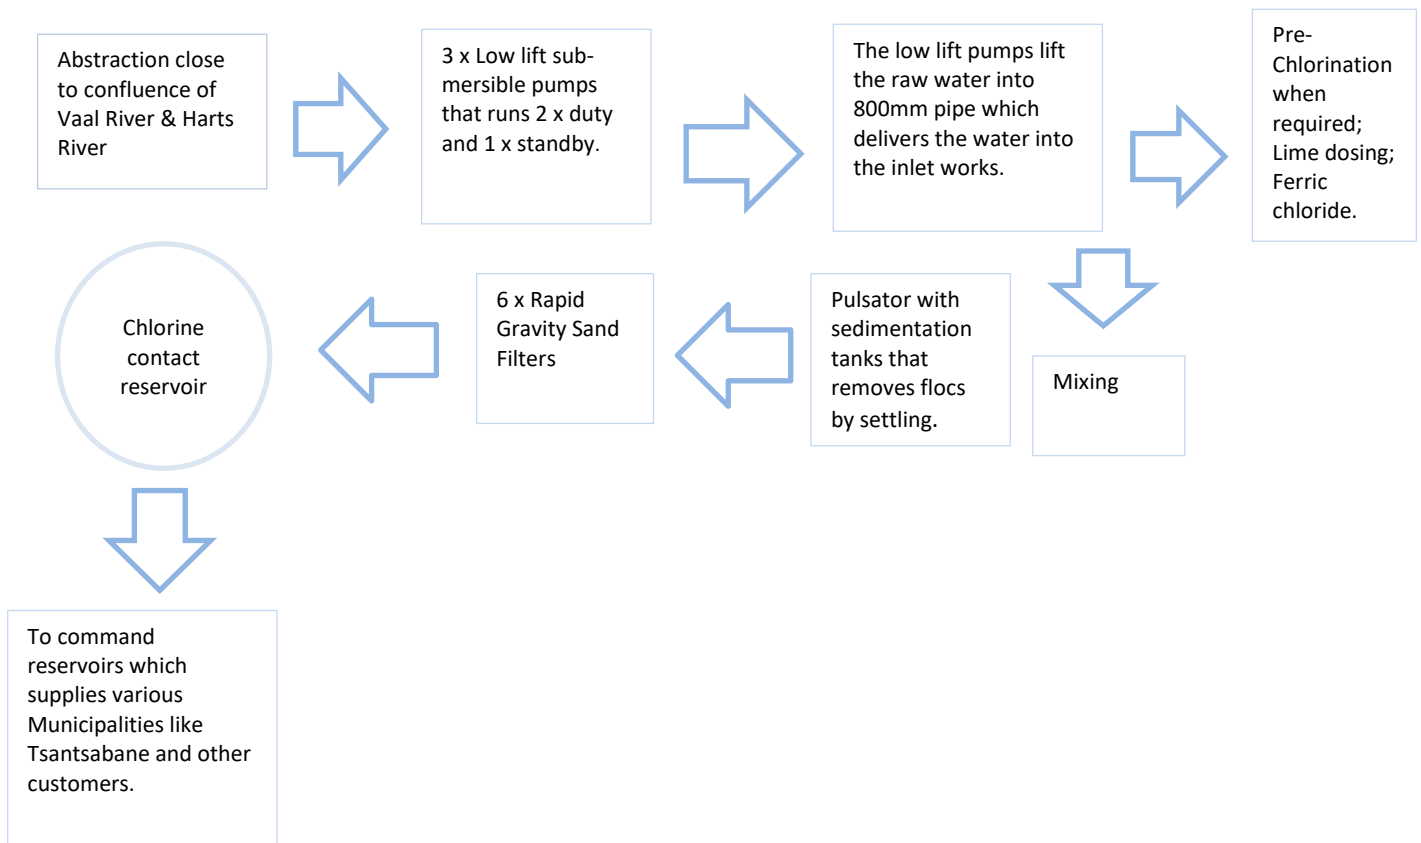 Abstraction close
to confluence of
Vaal River & Harts
River
3 x Low lift sub-
mersible pumps
that runs 2 x duty
and 1 x standby.
The low lift pumps lift
the raw water into
800mm pipe which
delivers the water into
the inlet works.
Pre-
Chlorination
when
required;
Lime dosing;
Ferric
chloride.
Mixing
Pulsator with
sedimentation
tanks that
removes flocs
by settling.
6 x Rapid
Gravity Sand
Filters
Chlorine
contact
reservoir
To command
reservoirs which
supplies various
Municipalities like
Tsantsabane and other
customers.